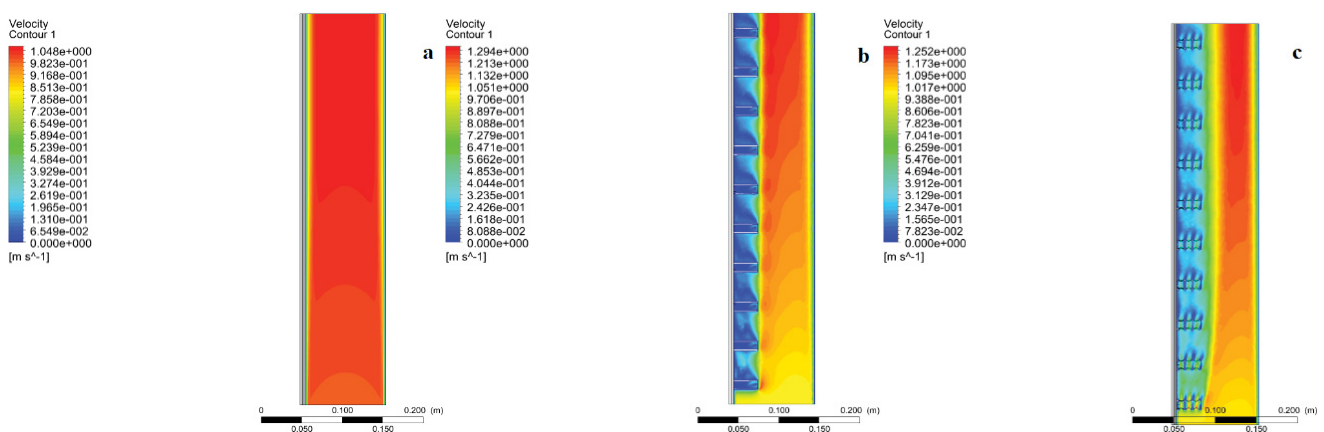 Velocity
Contour 1
1.048e+000
9.823e-001
9.168e-001
8.513e-001
7.858e-001
7.203e-001
6.549e-001
5.894e-001
5.239e-001
4.584e-001
3.929e-001
3.274e-001
2.619e-001
1.965e-001
1.310e-001
6.549e-002
0.000e+000
[m s^-1]
a
0 0.100 0.200 (m)
0.050 0.150
Velocity
Contour 1
1.294e+000
1.213e+000
1.132e+000
1.051e+000
9.706e-001
8.897e-001
8.088e-001
7.279e-001
6.471e-001
5.662e-001
4.853e-001
4.044e-001
3.235e-001
2.426e-001
1.618e-001
8.088e-002
0.000e+000
[m s^-1]
b
0 0.100 0.200 (m)
0.050 0.150
Velocity
Contour 1
1.252e+000
1.173e+000
1.095e+000
1.017e+000
9.388e-001
8.606e-001
7.823e-001
7.041e-001
6.259e-001
5.476e-001
4.694e-001
3.912e-001
3.129e-001
2.347e-001
1.565e-001
7.823e-002
0.000e+000
[m s^-1]
c
0 0.100 0.200 (m)
0.050 0.150